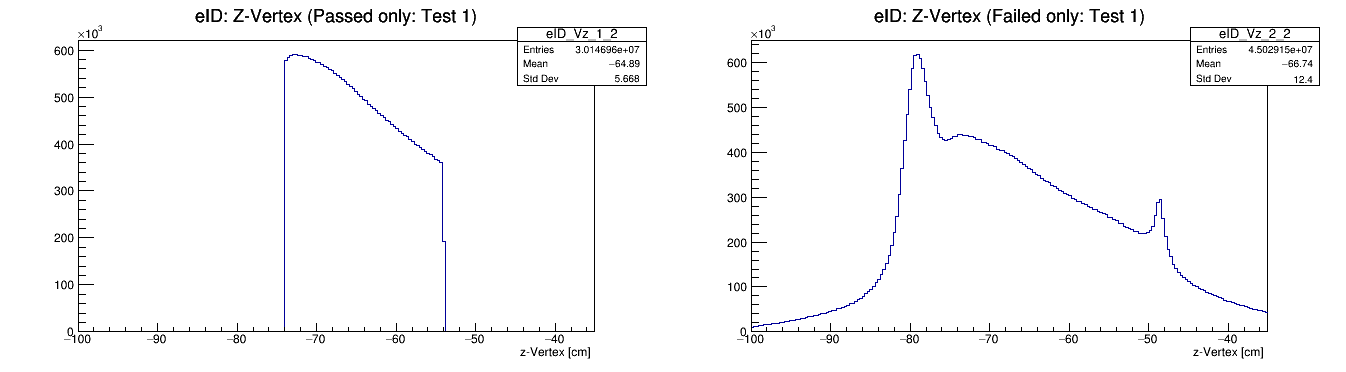 eID: Z-Vertex (Passed only: Test 1)
×10³
eID_Vz_1_2
Entries 3.014696e+07
Mean −64.89
Std Dev 5.668
600
500
400
300
200
100
0
−100 −90 −80 −70 −60 −50 −40
z-Vertex [cm]
eID: Z-Vertex (Failed only: Test 1)
×10³
eID_Vz_2_2
Entries 4.502915e+07
Mean −66.74
Std Dev 12.4
600
500
400
300
200
100
0
−100 −90 −80 −70 −60 −50 −40
z-Vertex [cm]